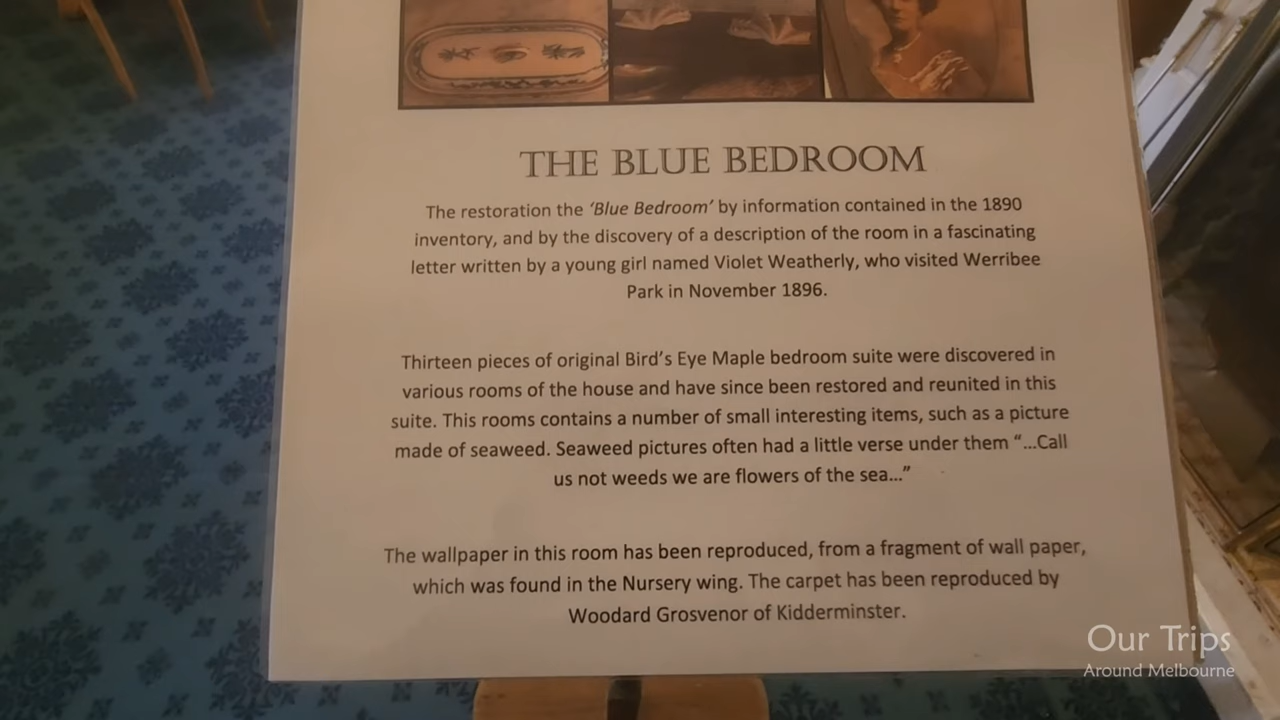 THE BLUE BEDROOM
The restoration the ‘Blue Bedroom’ by information contained in the 1890
inventory, and by the discovery of a description of the room in a fascinating
letter written by a young girl named Violet Weatherly, who visited Werribee
Park in November 1896.
Thirteen pieces of original Bird’s Eye Maple bedroom suite were discovered in
various rooms of the house and have since been restored and reunited in this
suite. This rooms contains a number of small interesting items, such as a picture
made of seaweed. Seaweed pictures often had a little verse under them “...Call
us not weeds we are flowers of the sea...”
The wallpaper in this room has been reproduced, from a fragment of wall paper,
which was found in the Nursery wing. The carpet has been reproduced by
Woodard Grosvenor of Kidderminster.
Our Trips
Around Melbourne